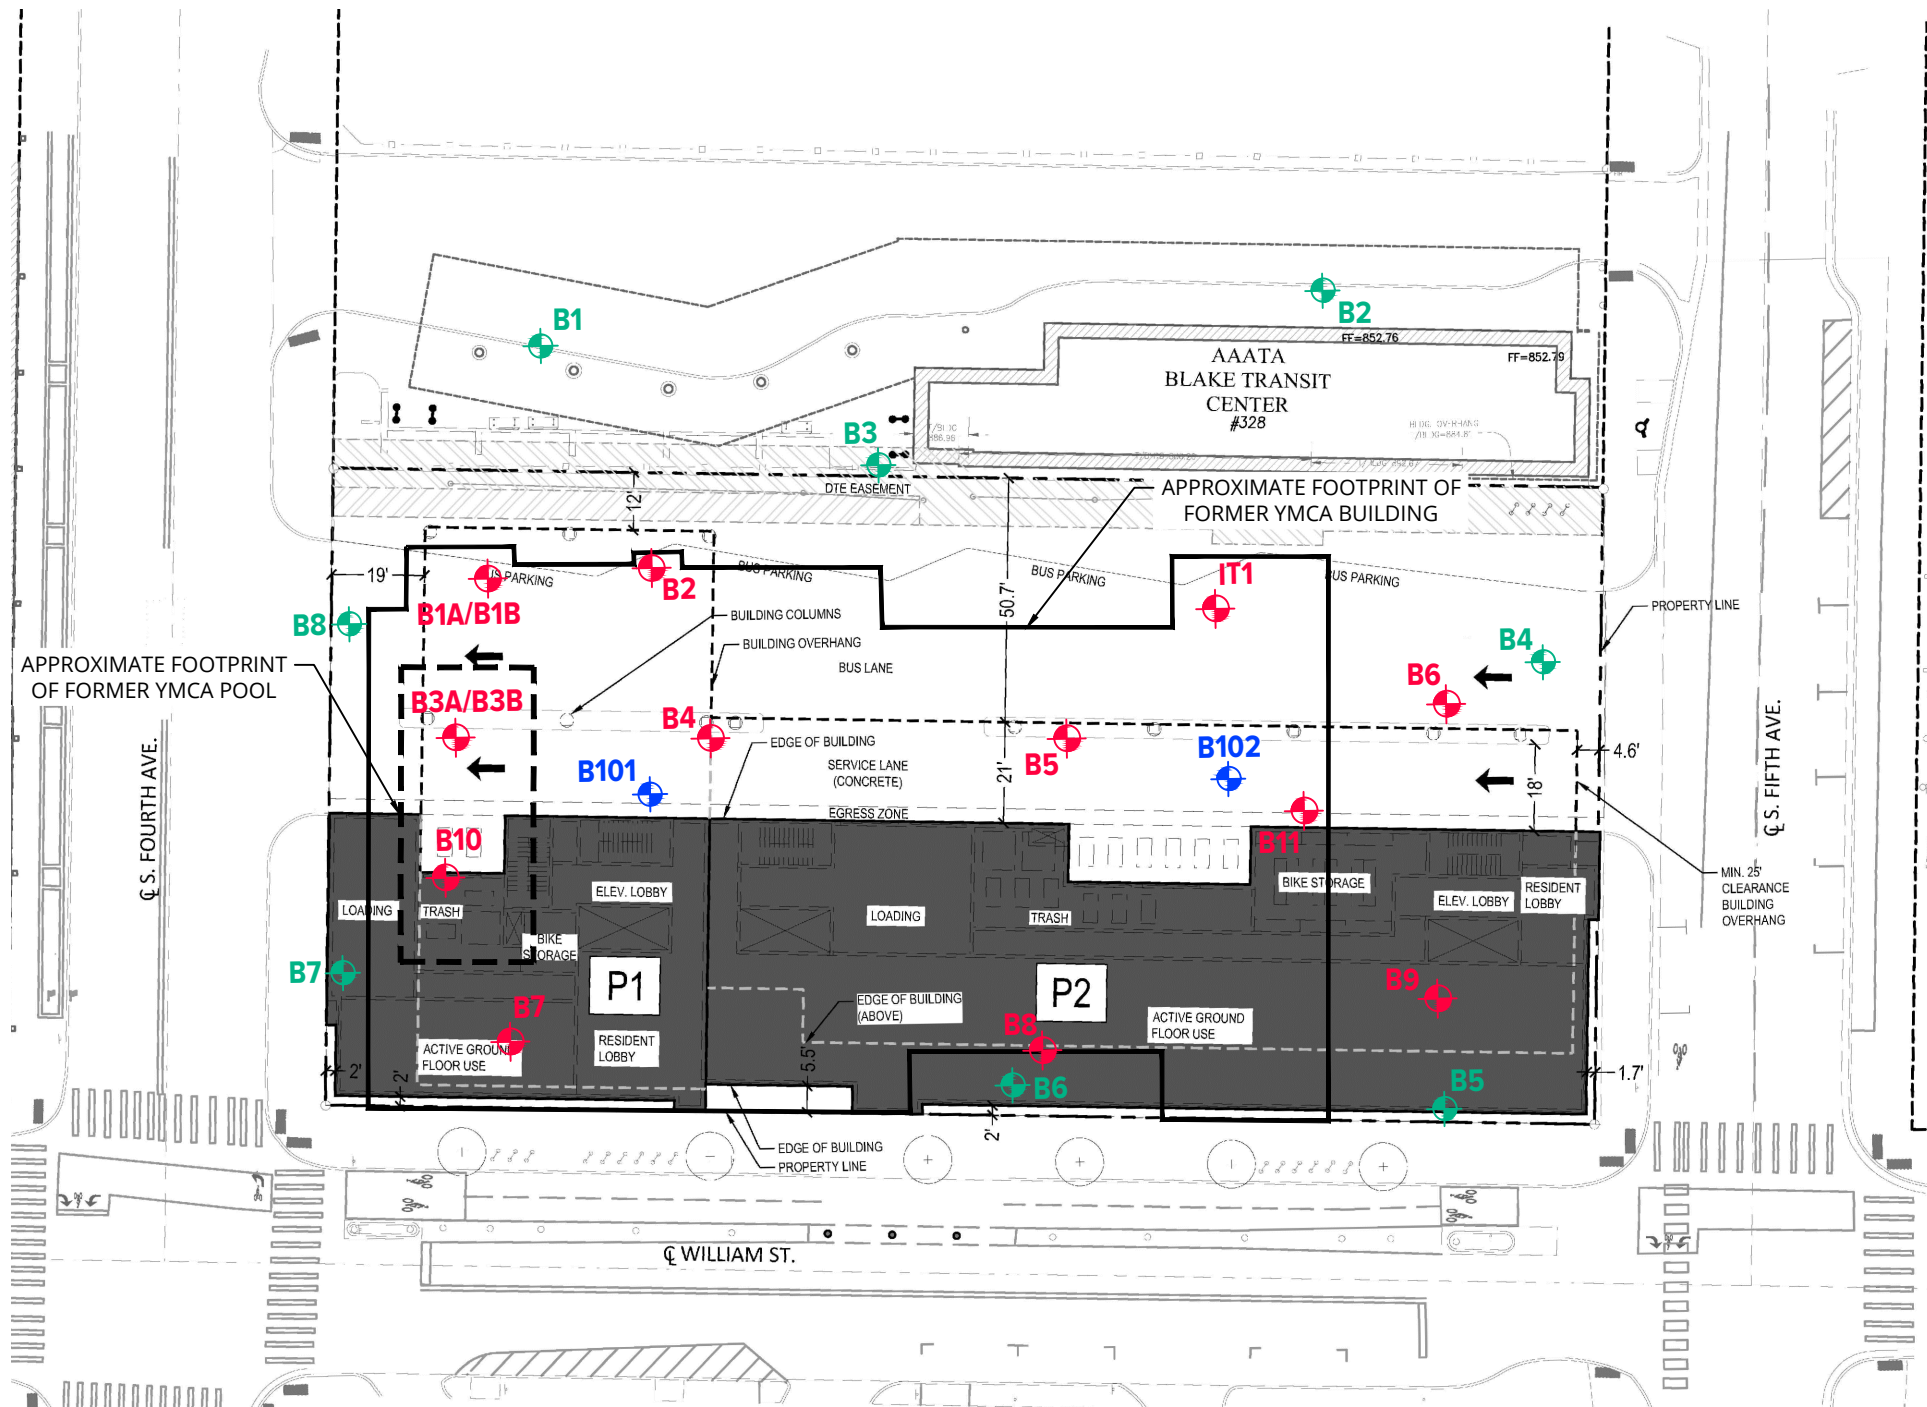 B1
B2
FF=852.76
FF=852.79
AAATA
BLAKE TRANSIT
CENTER
#328
B3
DTE EASEMENT
12'
APPROXIMATE FOOTPRINT OF
FORMER YMCA BUILDING
19'
BUS PARKING
BUS PARKING
BUS PARKING
B1A/B1B
B2
IT1
50.7'
BUILDING COLUMNS
BUILDING OVERHANG
BUS LANE
PROPERTY LINE
B8
B4
APPROXIMATE FOOTPRINT
OF FORMER YMCA POOL
B3A/B3B
B4
B5
B6
B102
B101
EDGE OF BUILDING
SERVICE LANE
(CONCRETE)
EGRESS ZONE
21'
18'
4.6'
℄ S. FOURTH AVE.
℄ S. FIFTH AVE.
B10
B11
LOADING
TRASH
ELEV. LOBBY
BIKE
STORAGE
LOADING
TRASH
BIKE STORAGE
ELEV. LOBBY
RESIDENT
LOBBY
MIN. 25'
CLEARANCE
BUILDING
OVERHANG
B7
P1
P2
B9
EDGE OF BUILDING
(ABOVE)
B7
B8
ACTIVE GROUND
FLOOR USE
RESIDENT
LOBBY
ACTIVE GROUND
FLOOR USE
2'
2'
5.5'
B6
B5
1.7'
2'
EDGE OF BUILDING
PROPERTY LINE
℄ WILLIAM ST.